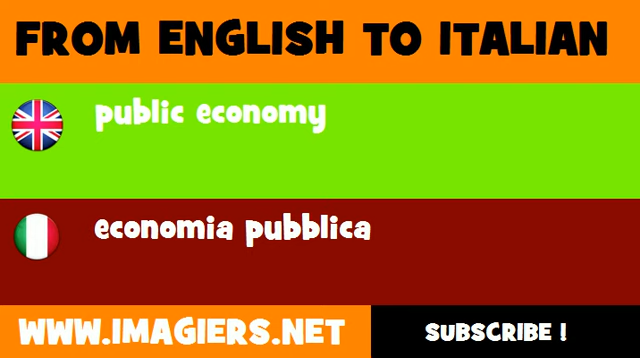 FROM ENGLISH TO ITALIAN
public economy
economia pubblica
WWW.IMAGIERS.NET
SUBSCRIBE !